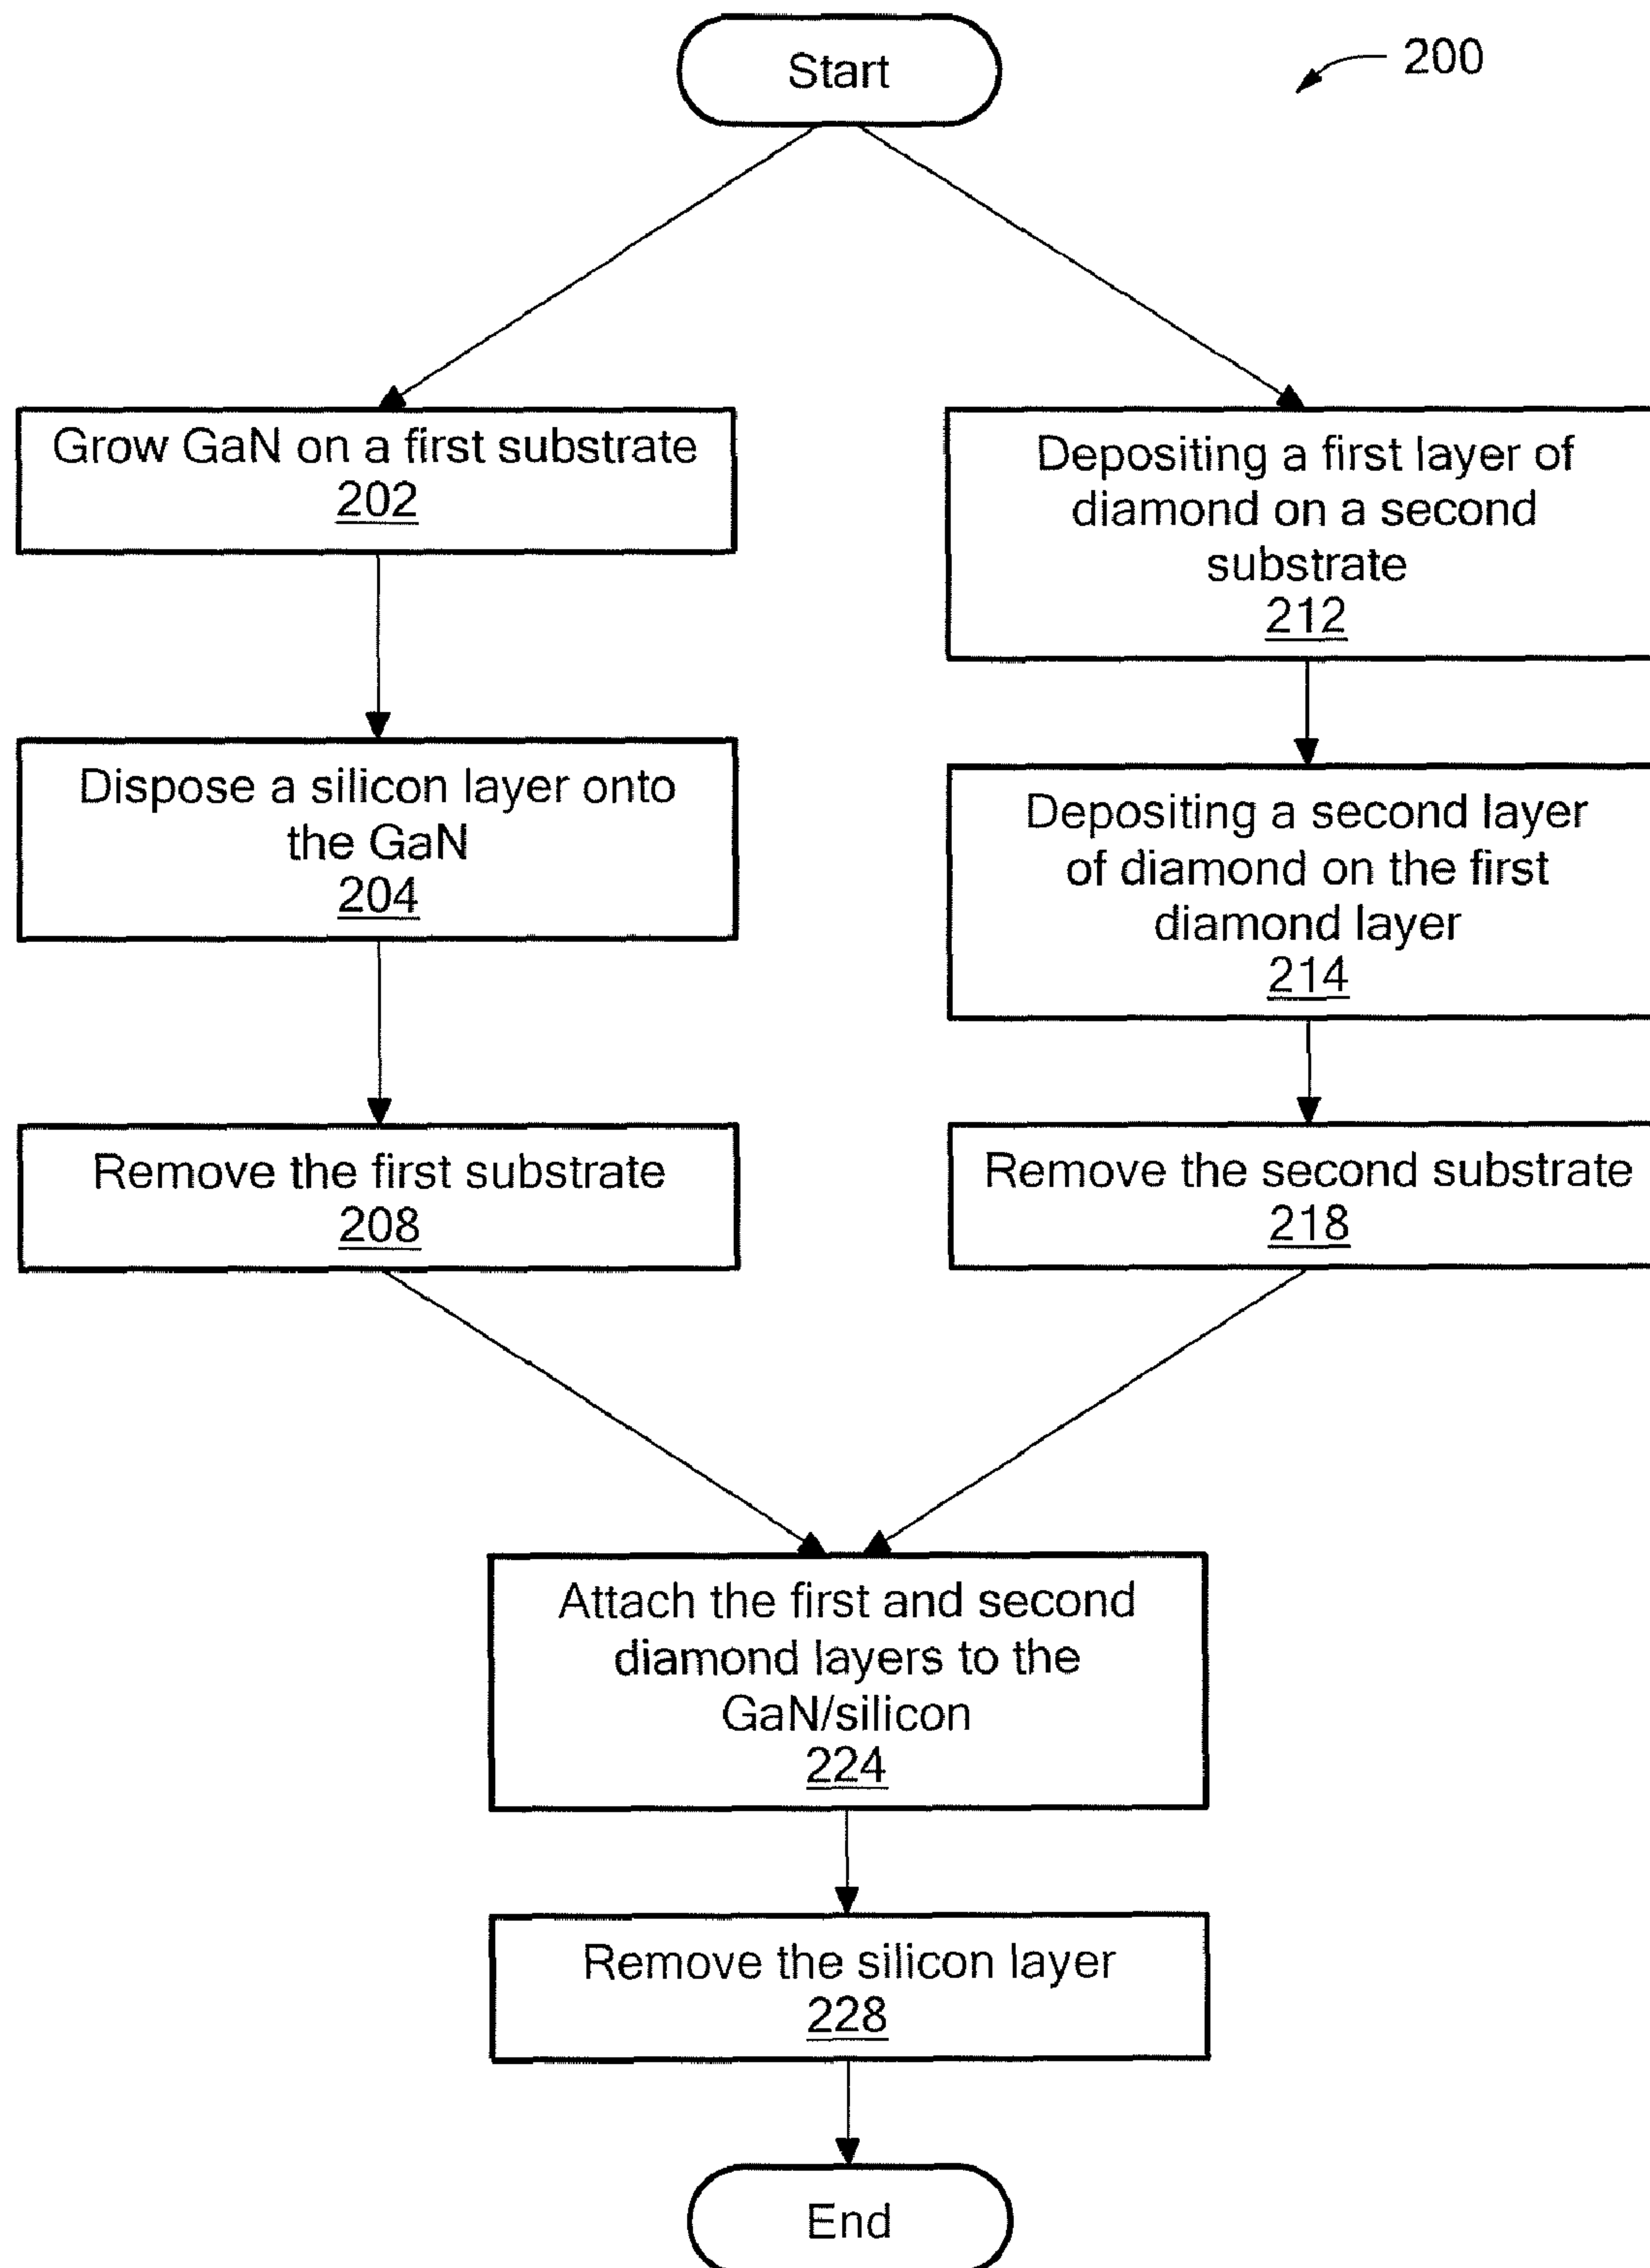 Start
200
Grow GaN on a first substrate
202
Depositing a first layer of
diamond on a second
substrate
212
Dispose a silicon layer onto
the GaN
204
Depositing a second layer
of diamond on the first
diamond layer
214
Remove the first substrate
208
Remove the second substrate
218
Attach the first and second
diamond layers to the
GaN/silicon
224
Remove the silicon layer
228
End